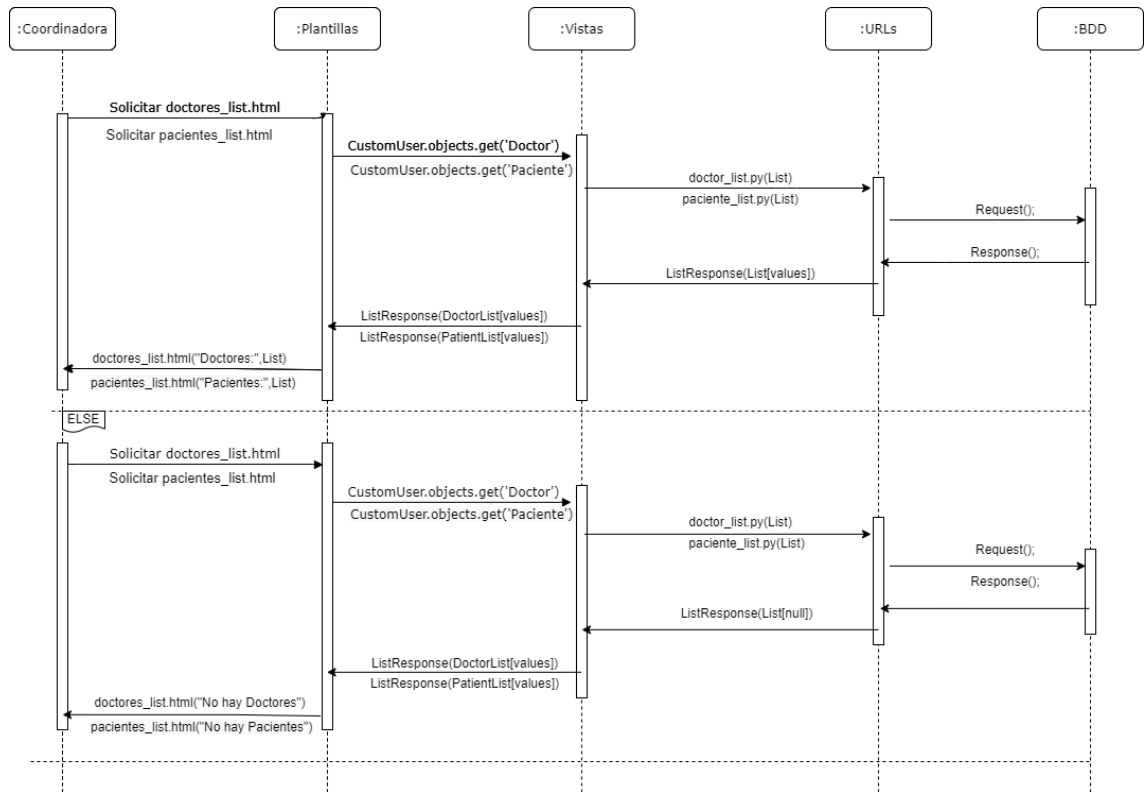 :Coordinadora
:Plantillas
:Vistas
:URLs
:BDD
Solicitar doctores_list.html
Solicitar pacientes_list.html
CustomUser.objects.get('Doctor')
CustomUser.objects.get('Paciente')
doctor_list.py(List)
paciente_list.py(List)
Request();
Response();
ListResponse(List[values])
ListResponse(DoctorList[values])
ListResponse(PatientList[values])
doctores_list.html("Doctores:",List)
pacientes_list.html("Pacientes:",List)
ELSE
Solicitar doctores_list.html
Solicitar pacientes_list.html
CustomUser.objects.get('Doctor')
CustomUser.objects.get('Paciente')
doctor_list.py(List)
paciente_list.py(List)
Request();
Response();
ListResponse(List[null])
ListResponse(DoctorList[values])
ListResponse(PatientList[values])
doctores_list.html("No hay Doctores")
pacientes_list.html("No hay Pacientes")